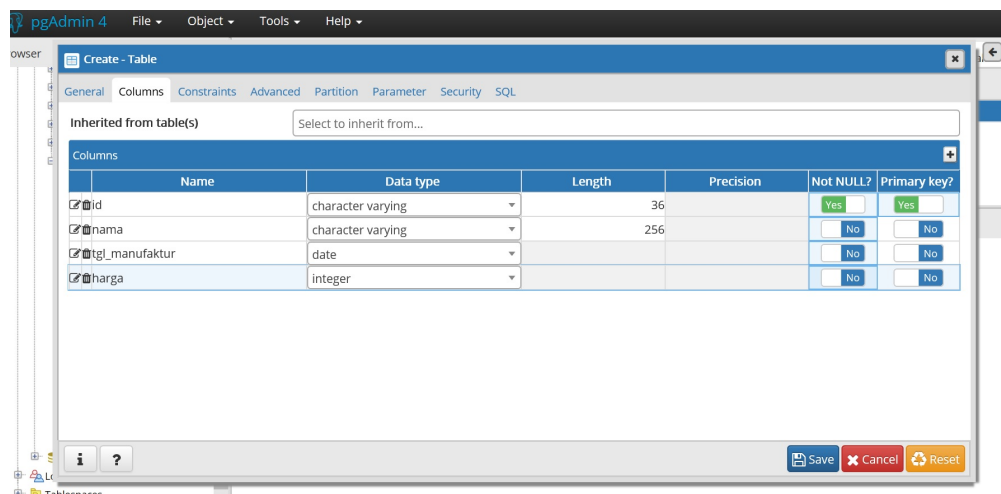 pgAdmin 4 File Object Tools Help
owser
Create - Table
General Columns Constraints Advanced Partition Parameter Security SQL
Inherited from table(s) Select to inherit from...
Columns
Name Data type Length Precision Not NULL? Primary key?
id character varying 36 Yes Yes
nama character varying 256 No No
tgl_manufaktur date No No
harga integer No No
i ? Save Cancel Reset
Lo
Tablespaces